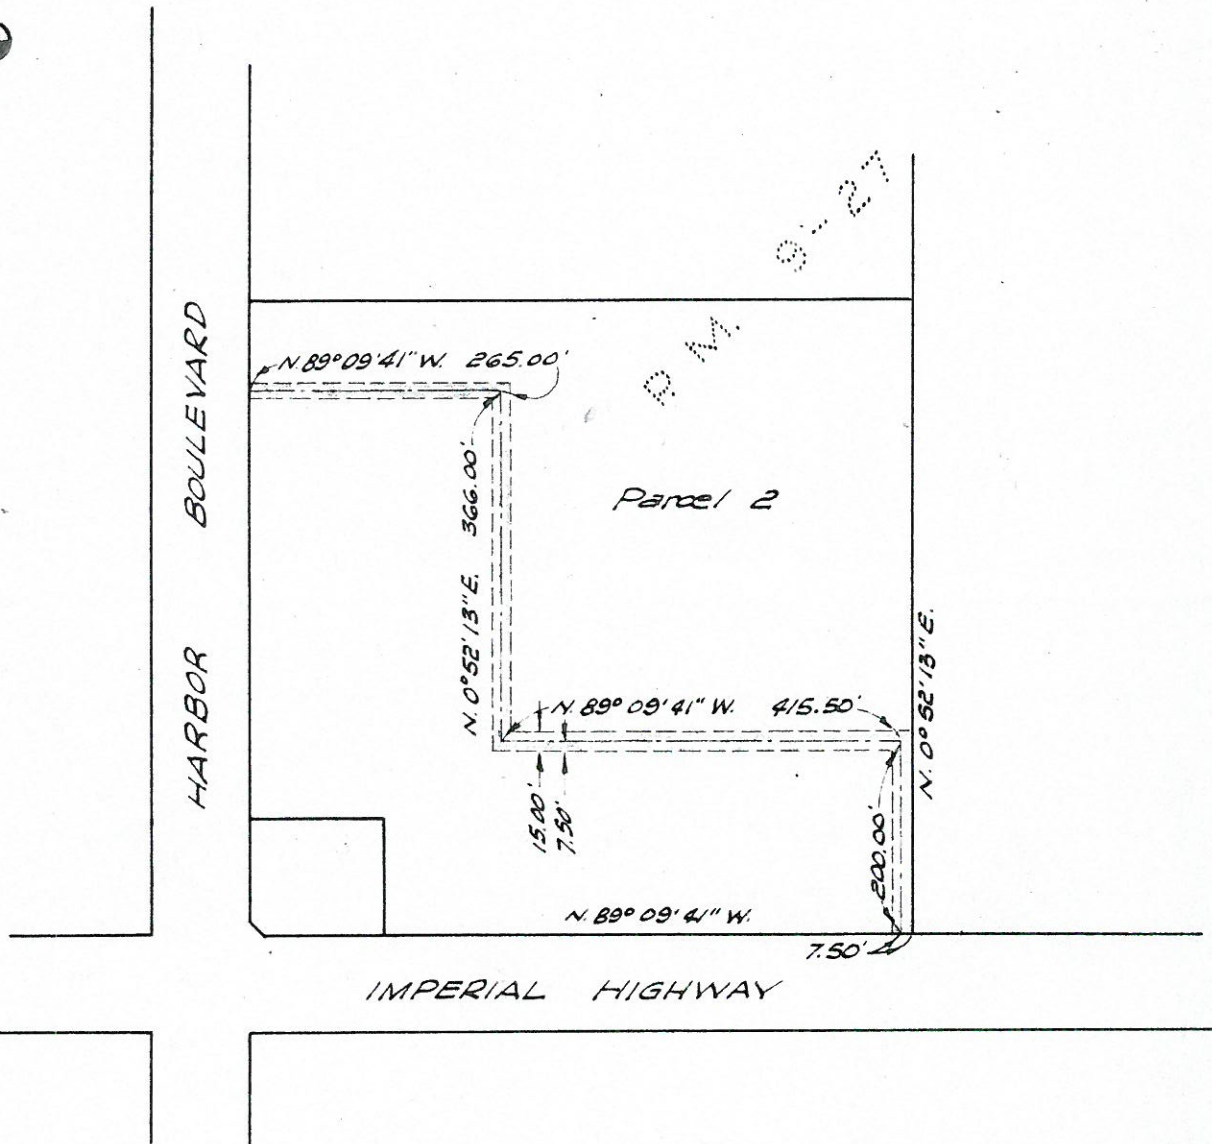 P. M. 9-27
N. 89° 09' 41" W. 265.00'
HARBOR BOULEVARD
366.00'
N. 0° 52' 13" E.
Parcel 2
N. 89° 09' 41" W. 415.50'
N. 0° 52' 13" E.
15.00'
7.50'
200.00'
N. 89° 09' 41" W.
7.50'
IMPERIAL HIGHWAY